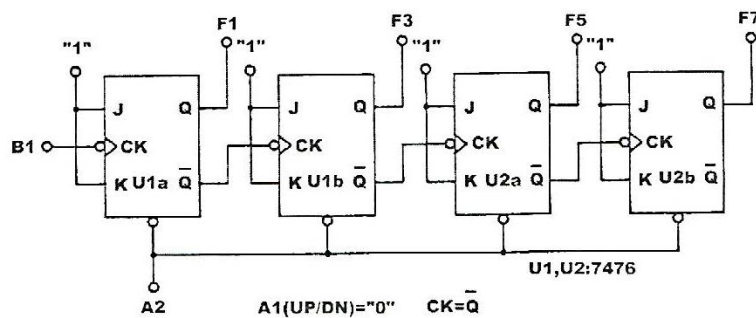 F1 F3 F5 F7
"1" "1" "1" "1"
J Q J Q J Q J Q
B1 CK CK CK CK
K U1a Q̅ K U1b Q̅ K U2a Q̅ K U2b Q̅
U1,U2:7476
A2 A1(UP/DN)="0" CK=Q̅